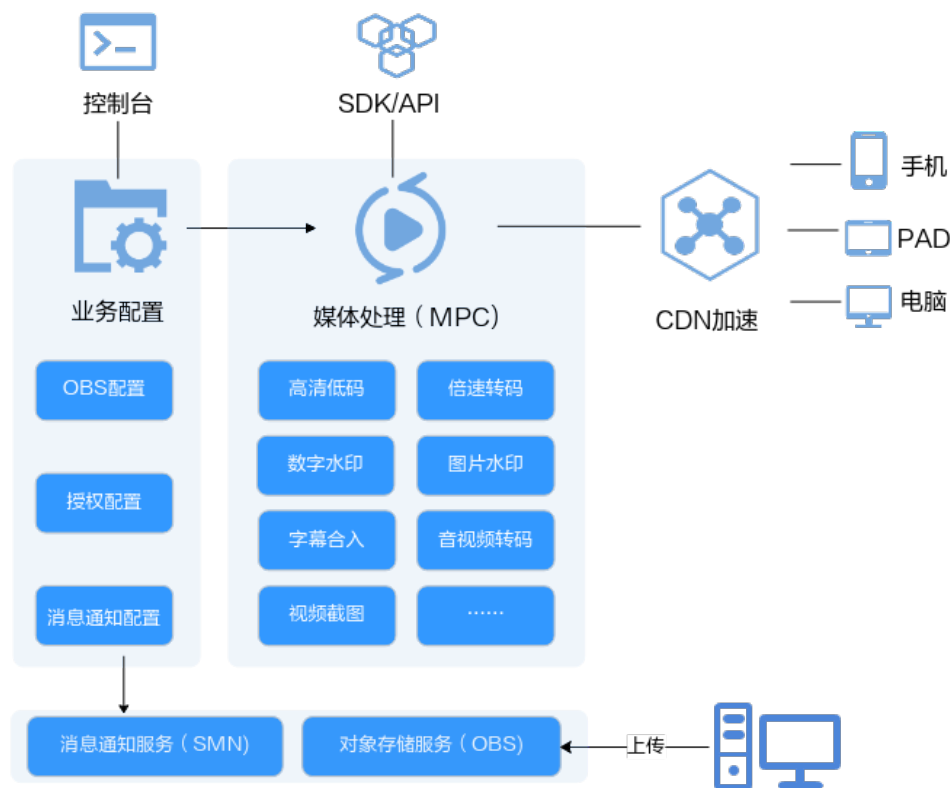 控制台
SDK/API
手机
PAD
电脑
业务配置
媒体处理（MPC）
CDN加速
OBS配置
授权配置
消息通知配置
高清低码
倍速转码
数字水印
图片水印
字幕合入
音视频转码
视频截图
……
消息通知服务（SMN)
对象存储服务（OBS)
上传